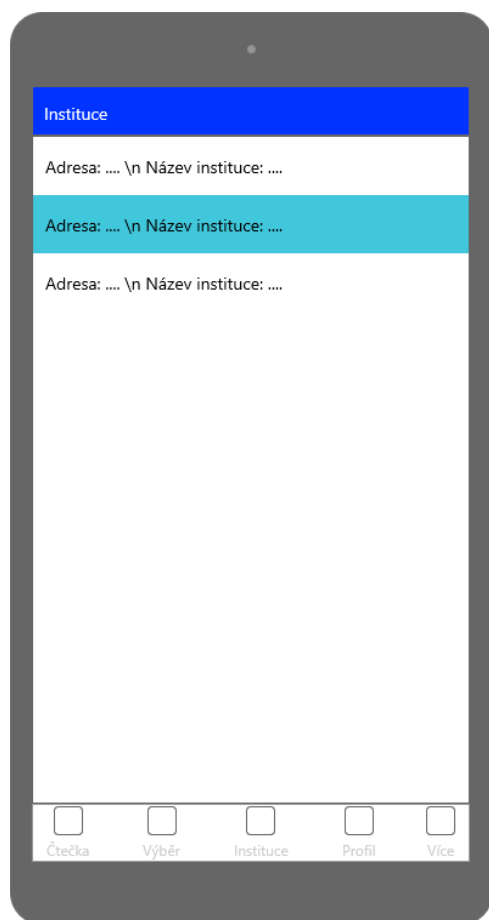 Instituce
Adresa: .... \n Název instituce: ....
Adresa: .... \n Název instituce: ....
Adresa: .... \n Název instituce: ....
Čtečka Výběr Instituce Profil Více